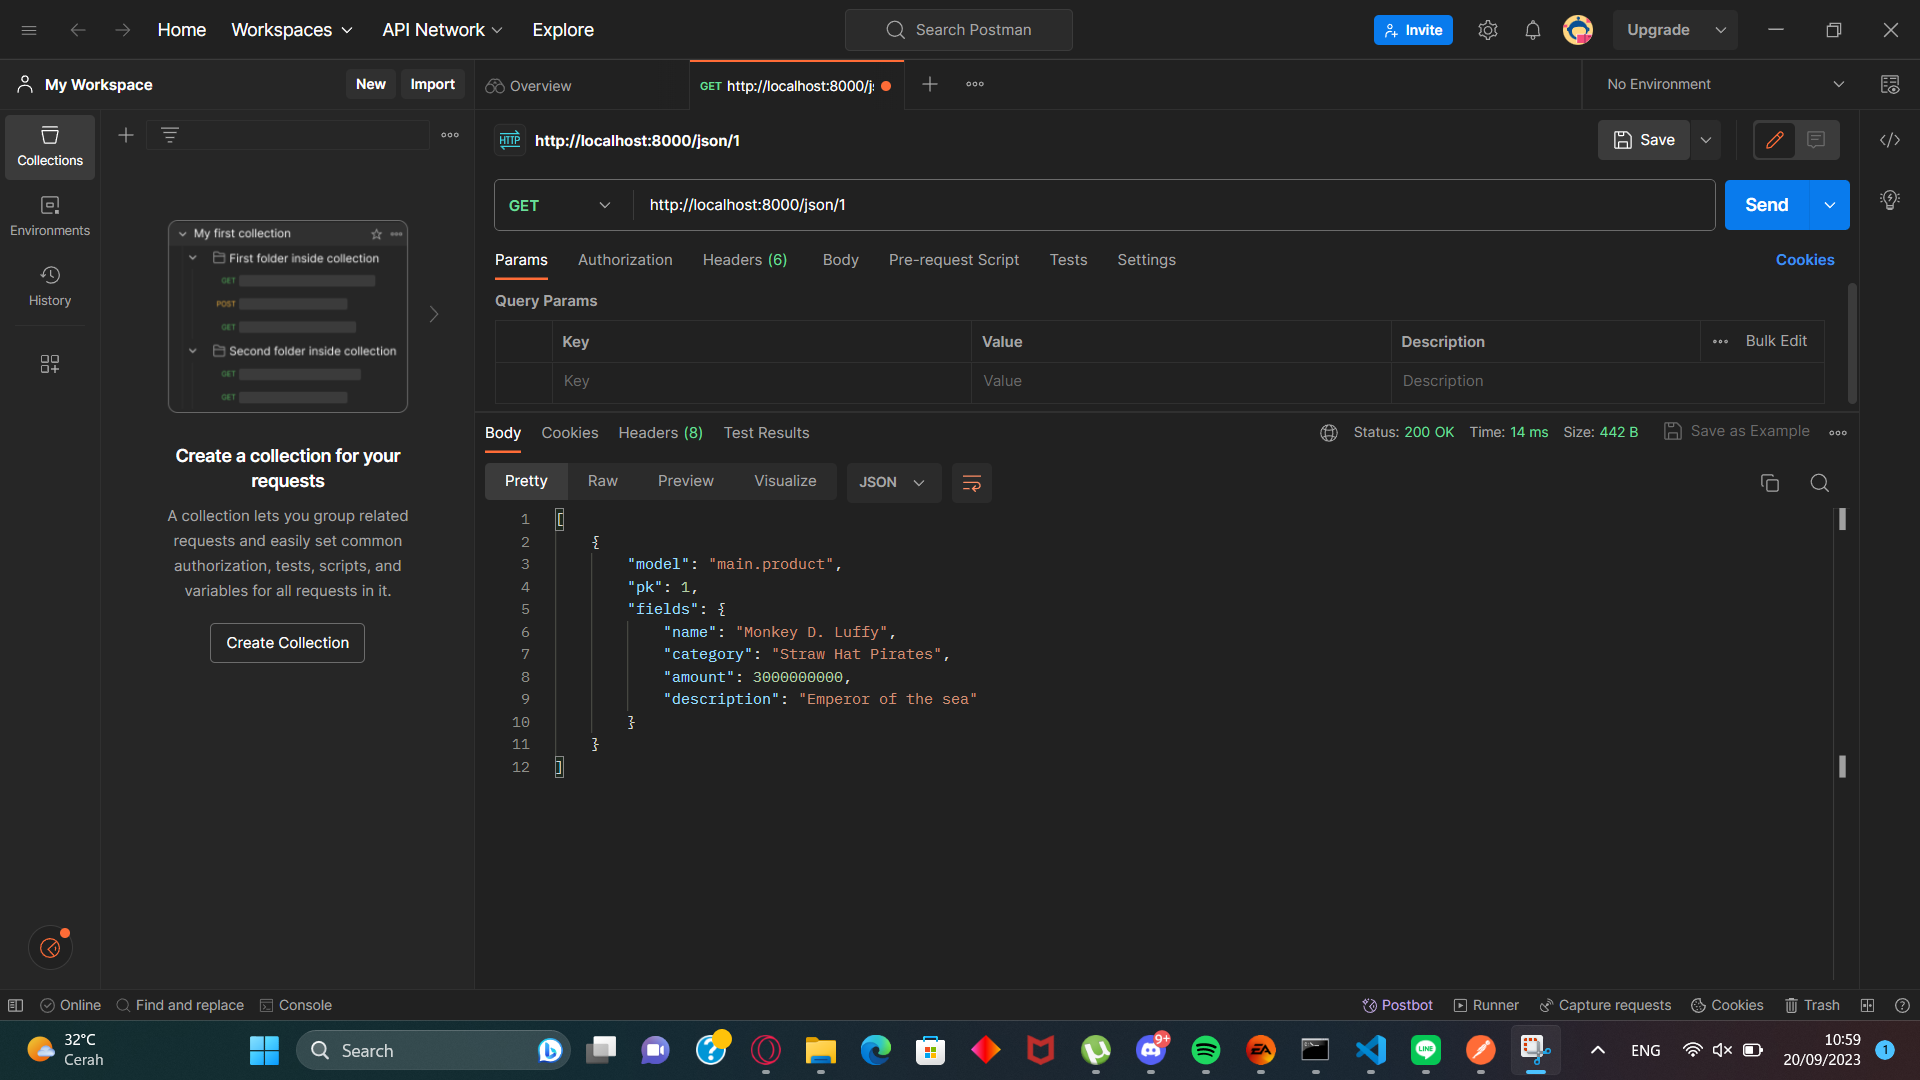 Home
Workspaces
API Network
Explore
Search Postman
Invite
Upgrade
My Workspace
New
Import
Overview
GET http://localhost:8000/js
No Environment
Collections
Environments
History
My first collection
First folder inside collection
GET
POST
GET
Second folder inside collection
GET
GET
Create a collection for your
requests
A collection lets you group related
requests and easily set common
authorization, tests, scripts, and
variables for all requests in it.
Create Collection
HTTP
http://localhost:8000/json/1
Save
GET
http://localhost:8000/json/1
Send
Params
Authorization
Headers (6)
Body
Pre-request Script
Tests
Settings
Cookies
Query Params
Key
Value
Description
Bulk Edit
Key
Value
Description
Body
Cookies
Headers (8)
Test Results
Status: 200 OK
Time: 14 ms
Size: 442 B
Save as Example
Pretty
Raw
Preview
Visualize
JSON
1 [
2 {
3 "model": "main.product",
4 "pk": 1,
5 "fields": {
6 "name": "Monkey D. Luffy",
7 "category": "Straw Hat Pirates",
8 "amount": 3000000000,
9 "description": "Emperor of the sea"
10 }
11 }
12 ]
Online
Find and replace
Console
Postbot
Runner
Capture requests
Cookies
Trash
32°C
Cerah
Search
9+
EA
LINE
ENG
10:59
20/09/2023
1